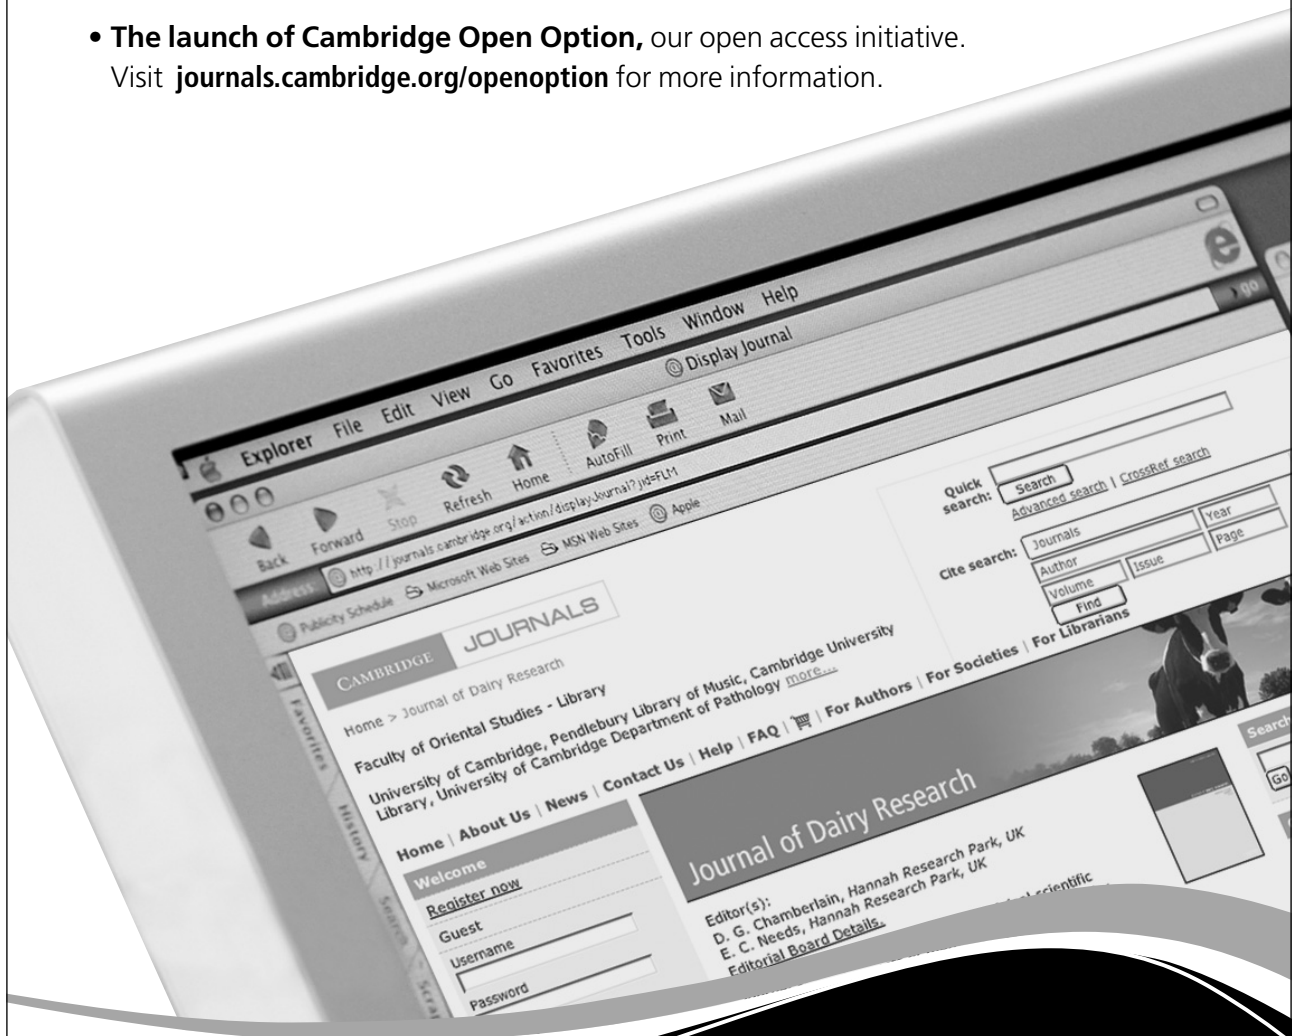 • The launch of Cambridge Open Option, our open access initiative.
Visit journals.cambridge.org/openoption for more information.
Explorer File Edit View Go Favorites Tools Window Help
Display Journal
Back Forward Stop Refresh Home AutoFill Print Mail
Address http://journals.cambridge.org/action/displayJournal?jid=FLM
go
Publicity Schedule Microsoft Web Sites MSN Web Sites Apple
Favorites
History
Search
CAMBRIDGE JOURNALS
Quick search:
Search
Advanced search | CrossRef search
Cite search:
Journals Year
Author
Volume Issue Page
Find
Home > Journal of Dairy Research
Faculty of Oriental Studies - Library
University of Cambridge, Pendlebury Library of Music, Cambridge University
Library, University of Cambridge Department of Pathology more...
Home | About Us | News | Contact Us | Help | FAQ | For Authors | For Societies | For Librarians
Welcome
Register now
Guest
Username
Password
Journal of Dairy Research
Editor(s):
D. G. Chamberlain, Hannah Research Park, UK
E. C. Needs, Hannah Research Park, UK
Editorial Board Details.
scientific
Search
Go